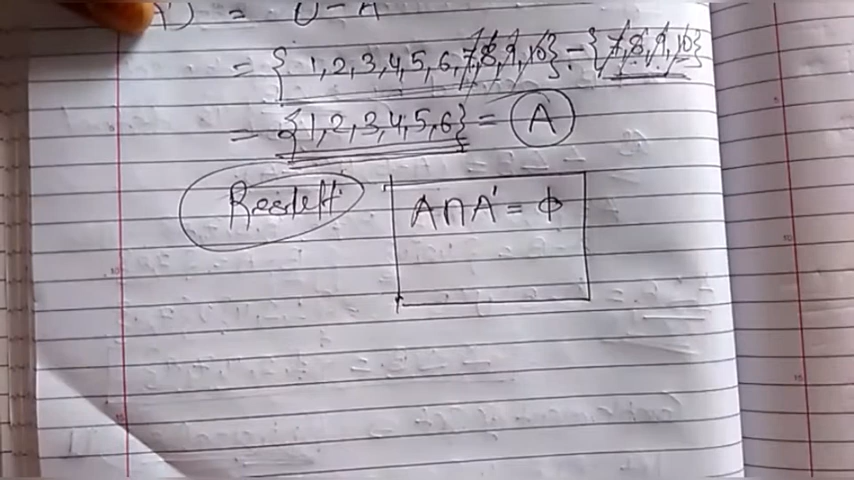 A') = U - A'
= { 1,2,3,4,5,6,7,8,9,10} - {7,8,9,10}
= {1,2,3,4,5,6} = A
Result A∩A' = ϕ